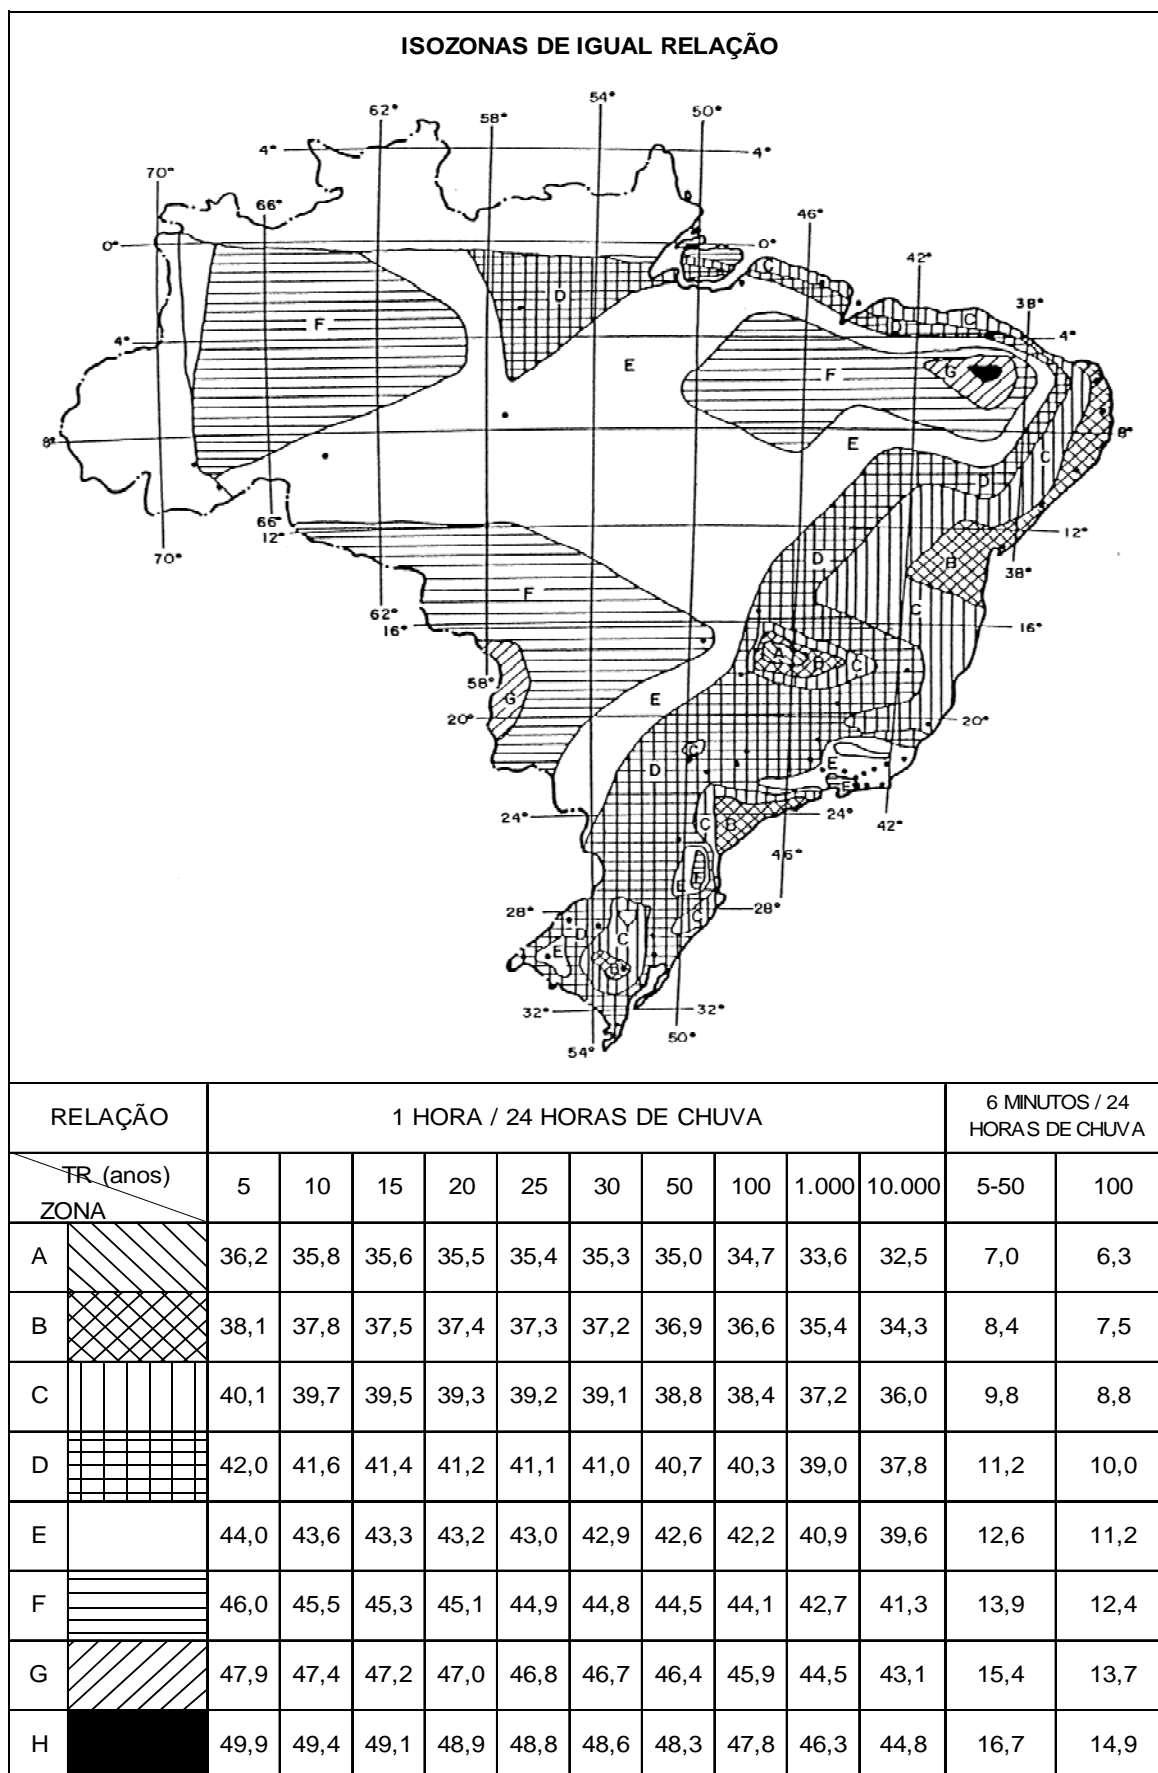 ISOZONAS DE IGUAL RELAÇÃO
54°
62° 58° 50°
4° 4°
70°
66° 46°
0° 0°
42°
C
D F 38°
C
D
4° 4°
E F G
8° 8°
E C
D
66°
12° 12°
70° D B 38°
F
62° C
16° 16°
A B C
58°
G E
20° 20°
C
D E
E
24° C B 24° 42°
46°
E F
28° C 28°
D C
E
B
32° 32°
50°
54°
RELAÇÃO 1 HORA / 24 HORAS DE CHUVA 6 MINUTOS / 24
HORAS DE CHUVA
TR (anos) 5 10 15 20 25 30 50 100 1.000 10.000 5-50 100
ZONA
A 36,2 35,8 35,6 35,5 35,4 35,3 35,0 34,7 33,6 32,5 7,0 6,3
B 38,1 37,8 37,5 37,4 37,3 37,2 36,9 36,6 35,4 34,3 8,4 7,5
C 40,1 39,7 39,5 39,3 39,2 39,1 38,8 38,4 37,2 36,0 9,8 8,8
D 42,0 41,6 41,4 41,2 41,1 41,0 40,7 40,3 39,0 37,8 11,2 10,0
E 44,0 43,6 43,3 43,2 43,0 42,9 42,6 42,2 40,9 39,6 12,6 11,2
F 46,0 45,5 45,3 45,1 44,9 44,8 44,5 44,1 42,7 41,3 13,9 12,4
G 47,9 47,4 47,2 47,0 46,8 46,7 46,4 45,9 44,5 43,1 15,4 13,7
H 49,9 49,4 49,1 48,9 48,8 48,6 48,3 47,8 46,3 44,8 16,7 14,9